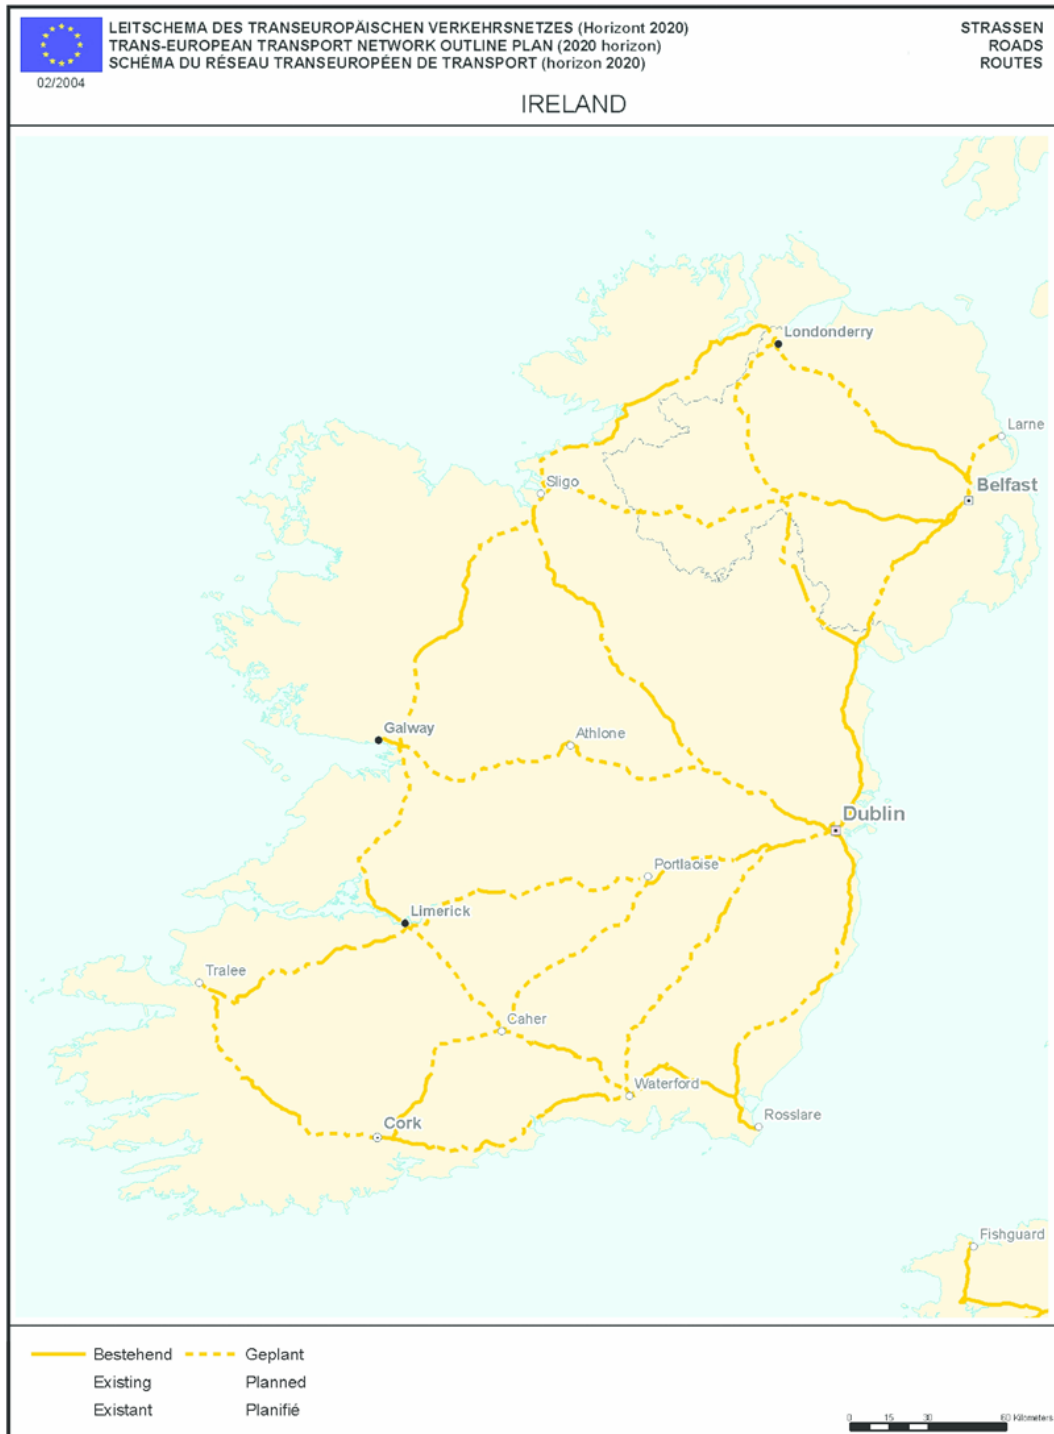 LEITSCHEMA DES TRANSEUROPÄISCHEN VERKEHRSNETZES (Horizont 2020)
TRANS-EUROPEAN TRANSPORT NETWORK OUTLINE PLAN (2020 horizon)
SCHÉMA DU RÉSEAU TRANSEUROPÉEN DE TRANSPORT (horizon 2020)
STRASSEN
ROADS
ROUTES
02/2004
IRELAND
Londonderry
Larne
Sligo
Belfast
Galway
Athlone
Dublin
Portlaoise
Limerick
Tralee
Caher
Waterford
Rosslare
Cork
Fishguard
Bestehend Geplant
Existing Planned
Existant Planifié
0 15 30 60 Kilometers